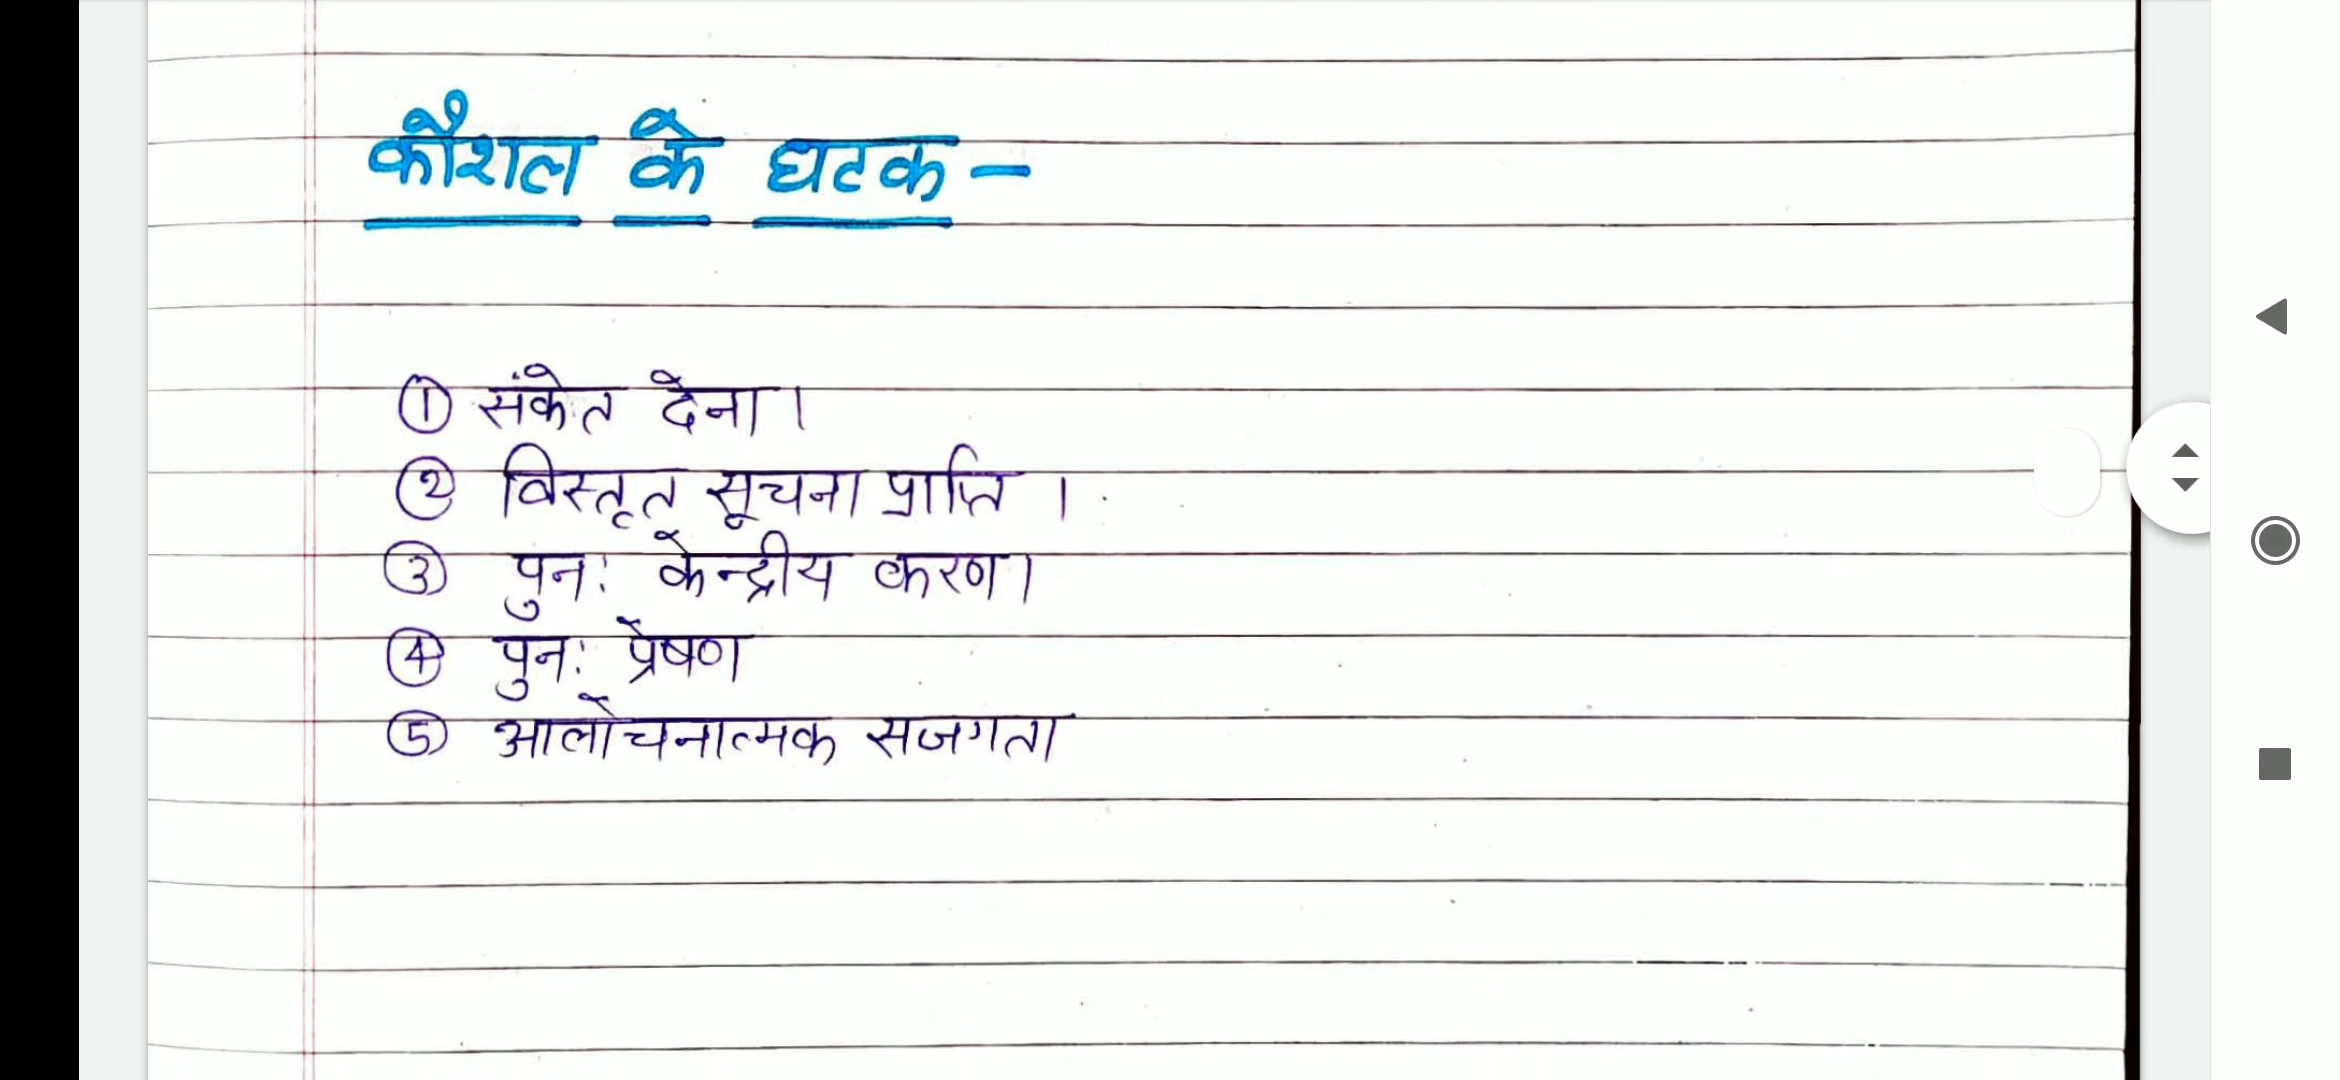 कौशल के घटक -
① संकेत देना।
② विस्तृत सूचना प्राप्ति ।
③ पुनः केन्द्रीय करण।
④ पुनः प्रेषण
⑤ आलोचनात्मक सजगता